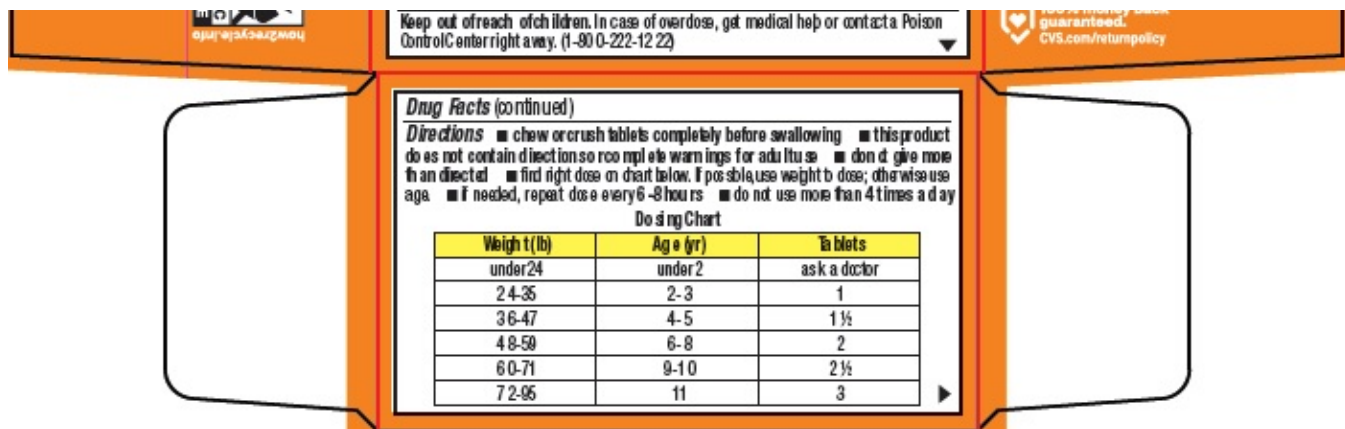 how2recycle.info
Keep out of reach of children. In case of overdose, get medical help or contact a Poison
Control Center right away. (1-800-222-1222)
guaranteed.
CVS.com/returnpolicy
Drug Facts (continued)
Directions ■ chew or crush tablets completely before swallowing ■ this product
does not contain directions or complete warnings for adult use ■ do not give more
than directed ■ find right dose on chart below. If possible, use weight to dose; otherwise use
age. ■ if needed, repeat dose every 6-8 hours ■ do not use more than 4 times a day
Dosing Chart
Weight (lb) Age (yr) Tablets
under 24 under 2 ask a doctor
24-35 2-3 1
36-47 4-5 1 ½
48-59 6-8 2
60-71 9-10 2 ½
72-95 11 3